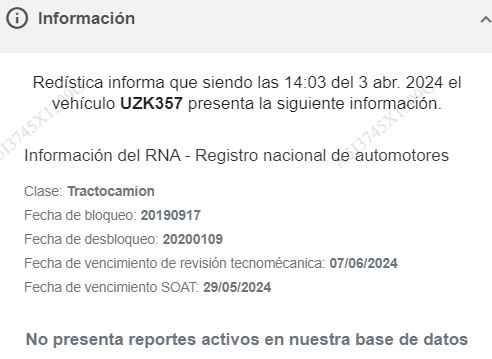 Información
Redística informa que siendo las 14:03 del 3 abr. 2024 el
vehículo UZK357 presenta la siguiente información.
Información del RNA - Registro nacional de automotores
Clase: Tractocamion
Fecha de bloqueo: 20190917
Fecha de desbloqueo: 20200109
Fecha de vencimiento de revisión tecnomécanica: 07/06/2024
Fecha de vencimiento SOAT: 29/05/2024
No presenta reportes activos en nuestra base de datos